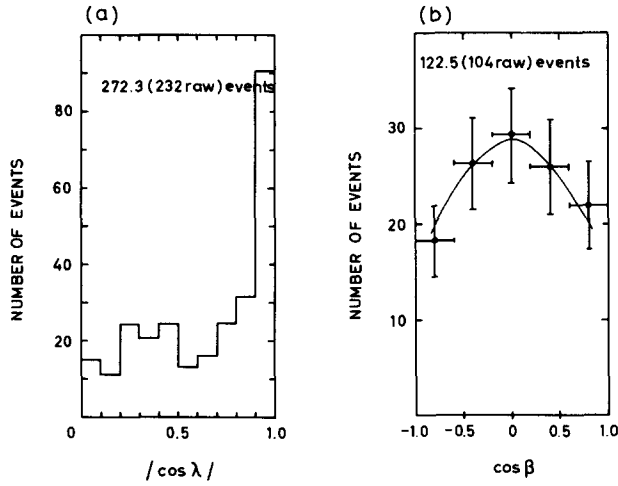 (a)
272.3(232 raw) events
NUMBER OF EVENTS
80
60
40
20
0
0.5
1.0
/ cos λ /
(b)
122.5(104 raw) events
NUMBER OF EVENTS
30
20
10
0
-1.0
-0.5
0
0.5
1.0
cos β